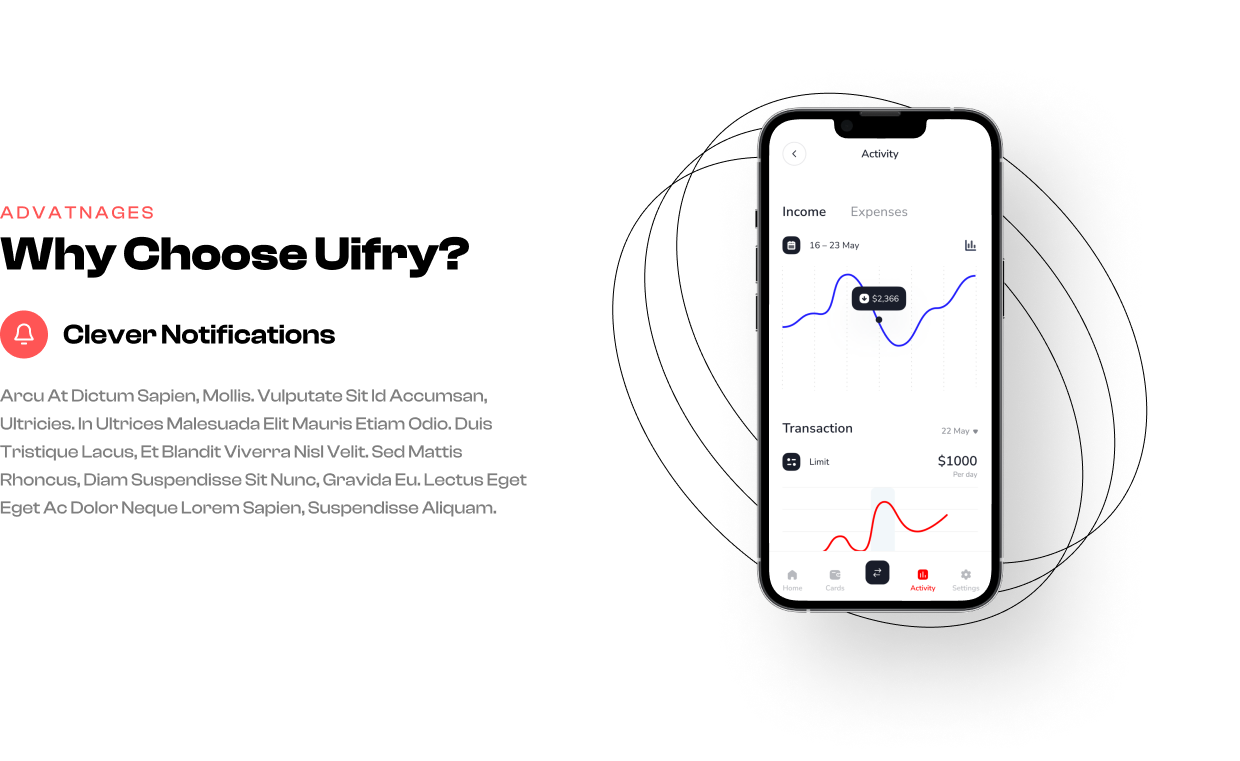 ADVATNAGES
Why Choose Uifry?
Clever Notifications
Arcu At Dictum Sapien, Mollis. Vulputate Sit Id Accumsan,
Ultricies. In Ultrices Malesuada Elit Mauris Etiam Odio. Duis
Tristique Lacus, Et Blandit Viverra Nisl Velit. Sed Mattis
Rhoncus, Diam Suspendisse Sit Nunc, Gravida Eu. Lectus Eget
Eget Ac Dolor Neque Lorem Sapien, Suspendisse Aliquam.
Activity
Income Expenses
16 – 23 May
$2,366
Transaction 22 May
Limit $1000
Per day
Home Cards Activity Settings